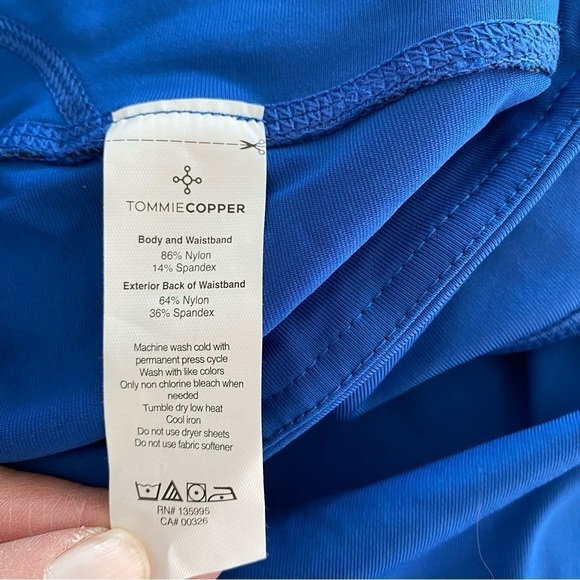 TOMMIECOPPER
Body and Waistband
86% Nylon
14% Spandex
Exterior Back of Waistband
64% Nylon
36% Spandex
Machine wash cold with
permanent press cycle
Wash with like colors
Only non chlorine bleach when
needed
Tumble dry low heat
Cool iron
Do not use dryer sheets
Do not use fabric softener
RN# 135995
CA# 00326